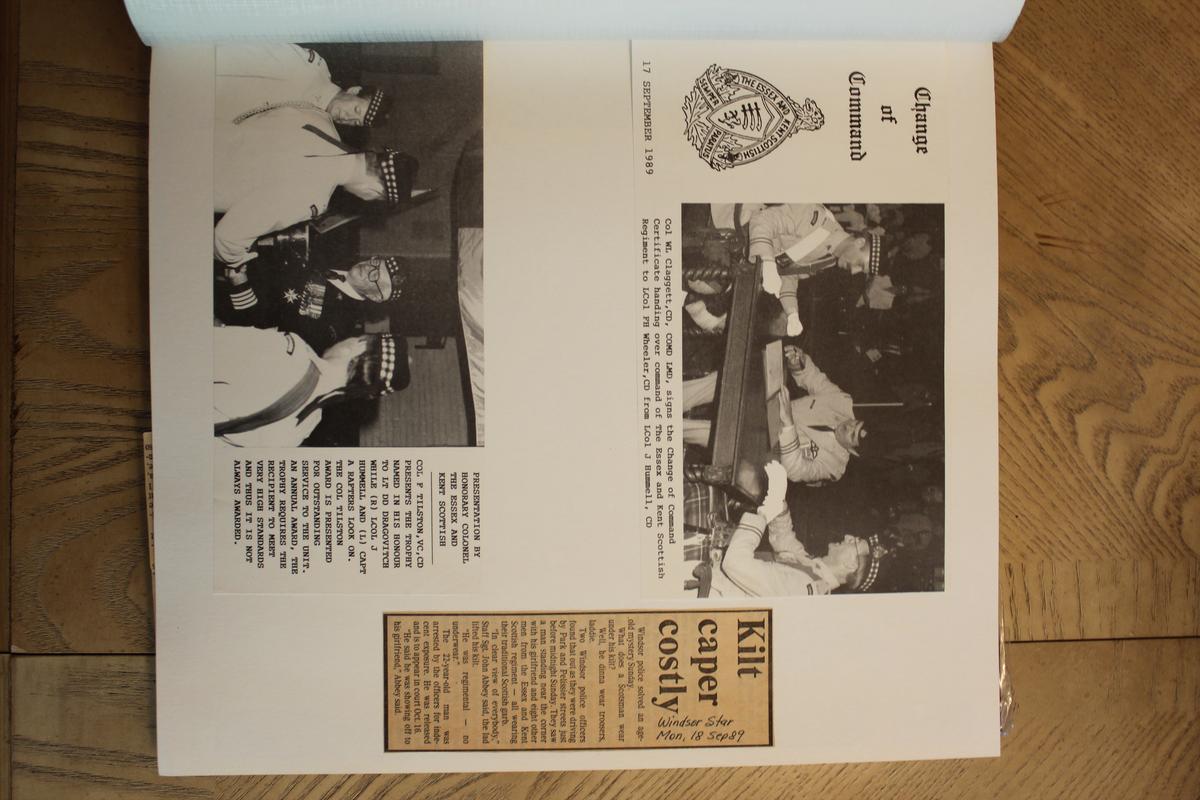 Change
of
Command
THE ESSEX AND KENT SCOTTISH
SEMPER PARATUS
17 SEPTEMBER 1989
Col WL Claggett,CD, COMD LMD, signs the Change of Command
Certificate handing over command of The Essex and Kent Scottish
Regiment to LCol FH Wheeler,CD from LCol J Hummell, CD
PRESENTATION BY
HONORARY COLONEL
THE ESSEX AND
KENT SCOTTISH
COL F TILSTON,VC,CD
PRESENTS THE TROPHY
NAMED IN HIS HONOUR
TO LT DD DRAGOVITCH
WHILE (R) LCOL J
HUMMELL AND (L) CAPT
A RAFTERS LOOK ON.
THE COL TILSTON
AWARD IS PRESENTED
FOR OUTSTANDING
SERVICE TO THE UNIT.
AN ANNUAL AWARD, THE
TROPHY REQUIRES THE
RECIPIENT TO MEET
VERY HIGH STANDARDS
AND THUS IT IS NOT
ALWAYS AWARDED.
Kilt
caper
costly
Windsor Star
Mon, 18 Sep 89
Windsor police solved an age-
old mystery Sunday.
What does a Scotsman wear
under his kilt?
Well, he dinna wear troosers,
laddie.
Two Windsor police officers
found that out as they were driving
by Park and Pelissier streets just
before midnight Sunday. They saw
a man standing near the corner
with his girlfriend and eight other
men from the Essex and Kent
Scottish regiment — all wearing
their traditional Scottish garb.
"In clear view of everybody,"
Staff Sgt. John Abbey said, the lad
lifted his kilt.
"He was regimental — no
underwear."
The 22-year-old man was
arrested by the officers for inde-
cent exposure. He was released
and is to appear in court Oct. 16.
"He said he was showing off to
his girlfriend," Abbey said.